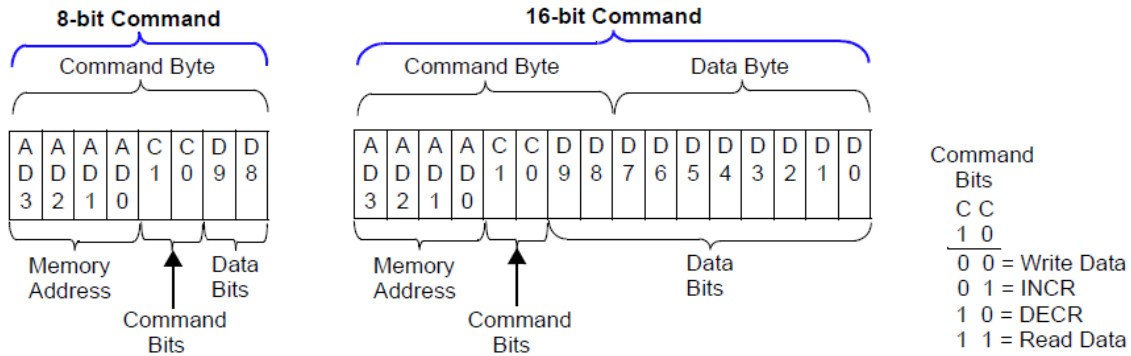 8-bit Command
16-bit Command
Command Byte
Command Byte
Data Byte
A A A A C C D D
D D D D 1 0 9 8
3 2 1 0
A A A A C C D D D D D D D D D D
D D D D 1 0 9 8 7 6 5 4 3 2 1 0
3 2 1 0
Memory
Address
Data
Bits
Command
Bits
Memory
Address
Data
Bits
Command
Bits
Command
Bits
C C
1 0
0 0 = Write Data
0 1 = INCR
1 0 = DECR
1 1 = Read Data